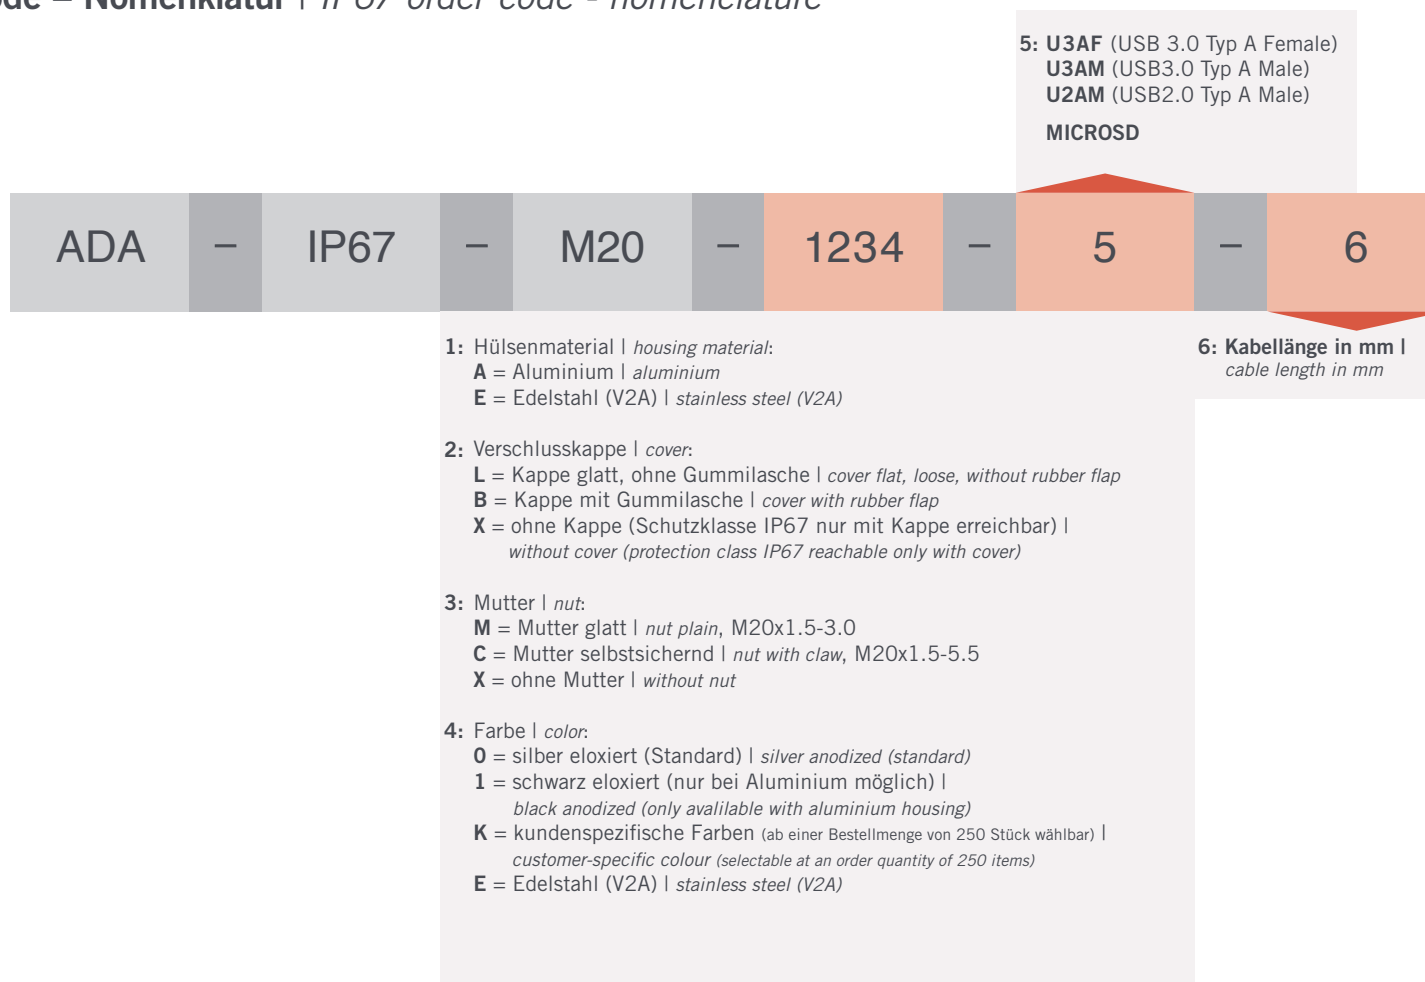 de – Nomenklatur | IP67 order code - nomenclature
5: U3AF (USB 3.0 Typ A Female)
U3AM (USB3.0 Typ A Male)
U2AM (USB2.0 Typ A Male)
MICROSD
ADA – IP67 – M20 – 1234 – 5 – 6
1: Hülsenmaterial | housing material:
A = Aluminium | aluminium
E = Edelstahl (V2A) | stainless steel (V2A)
2: Verschlusskappe | cover:
L = Kappe glatt, ohne Gummilasche | cover flat, loose, without rubber flap
B = Kappe mit Gummilasche | cover with rubber flap
X = ohne Kappe (Schutzklasse IP67 nur mit Kappe erreichbar) |
without cover (protection class IP67 reachable only with cover)
3: Mutter | nut:
M = Mutter glatt | nut plain, M20x1.5-3.0
C = Mutter selbstsichernd | nut with claw, M20x1.5-5.5
X = ohne Mutter | without nut
4: Farbe | color:
0 = silber eloxiert (Standard) | silver anodized (standard)
1 = schwarz eloxiert (nur bei Aluminium möglich) |
black anodized (only avalilable with aluminium housing)
K = kundenspezifische Farben (ab einer Bestellmenge von 250 Stück wählbar) |
customer-specific colour (selectable at an order quantity of 250 items)
E = Edelstahl (V2A) | stainless steel (V2A)
6: Kabellänge in mm |
cable length in mm